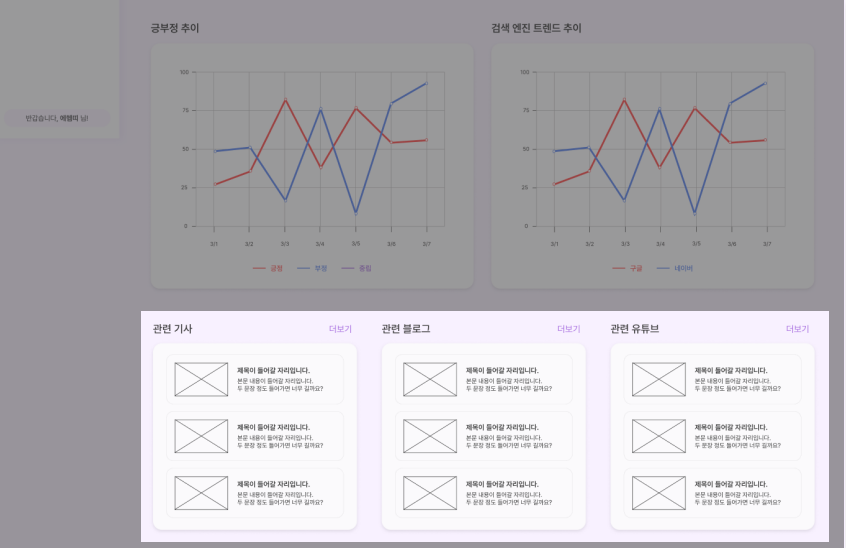 반갑습니다, 에벨피 님!
긍부정 추이
100
75
50
25
0
3/1 3/2 3/3 3/4 3/5 3/6 3/7
긍정 부정 중립
검색 엔진 트렌드 추이
100
75
50
25
0
3/1 3/2 3/3 3/4 3/5 3/6 3/7
구글 네이버
관련 기사 더보기
제목이 들어갈 자리입니다.
본문 내용이 들어갈 자리입니다.
두 문장 정도 들어가면 너무 길까요?
제목이 들어갈 자리입니다.
본문 내용이 들어갈 자리입니다.
두 문장 정도 들어가면 너무 길까요?
제목이 들어갈 자리입니다.
본문 내용이 들어갈 자리입니다.
두 문장 정도 들어가면 너무 길까요?
관련 블로그 더보기
제목이 들어갈 자리입니다.
본문 내용이 들어갈 자리입니다.
두 문장 정도 들어가면 너무 길까요?
제목이 들어갈 자리입니다.
본문 내용이 들어갈 자리입니다.
두 문장 정도 들어가면 너무 길까요?
제목이 들어갈 자리입니다.
본문 내용이 들어갈 자리입니다.
두 문장 정도 들어가면 너무 길까요?
관련 유튜브 더보기
제목이 들어갈 자리입니다.
본문 내용이 들어갈 자리입니다.
두 문장 정도 들어가면 너무 길까요?
제목이 들어갈 자리입니다.
본문 내용이 들어갈 자리입니다.
두 문장 정도 들어가면 너무 길까요?
제목이 들어갈 자리입니다.
본문 내용이 들어갈 자리입니다.
두 문장 정도 들어가면 너무 길까요?